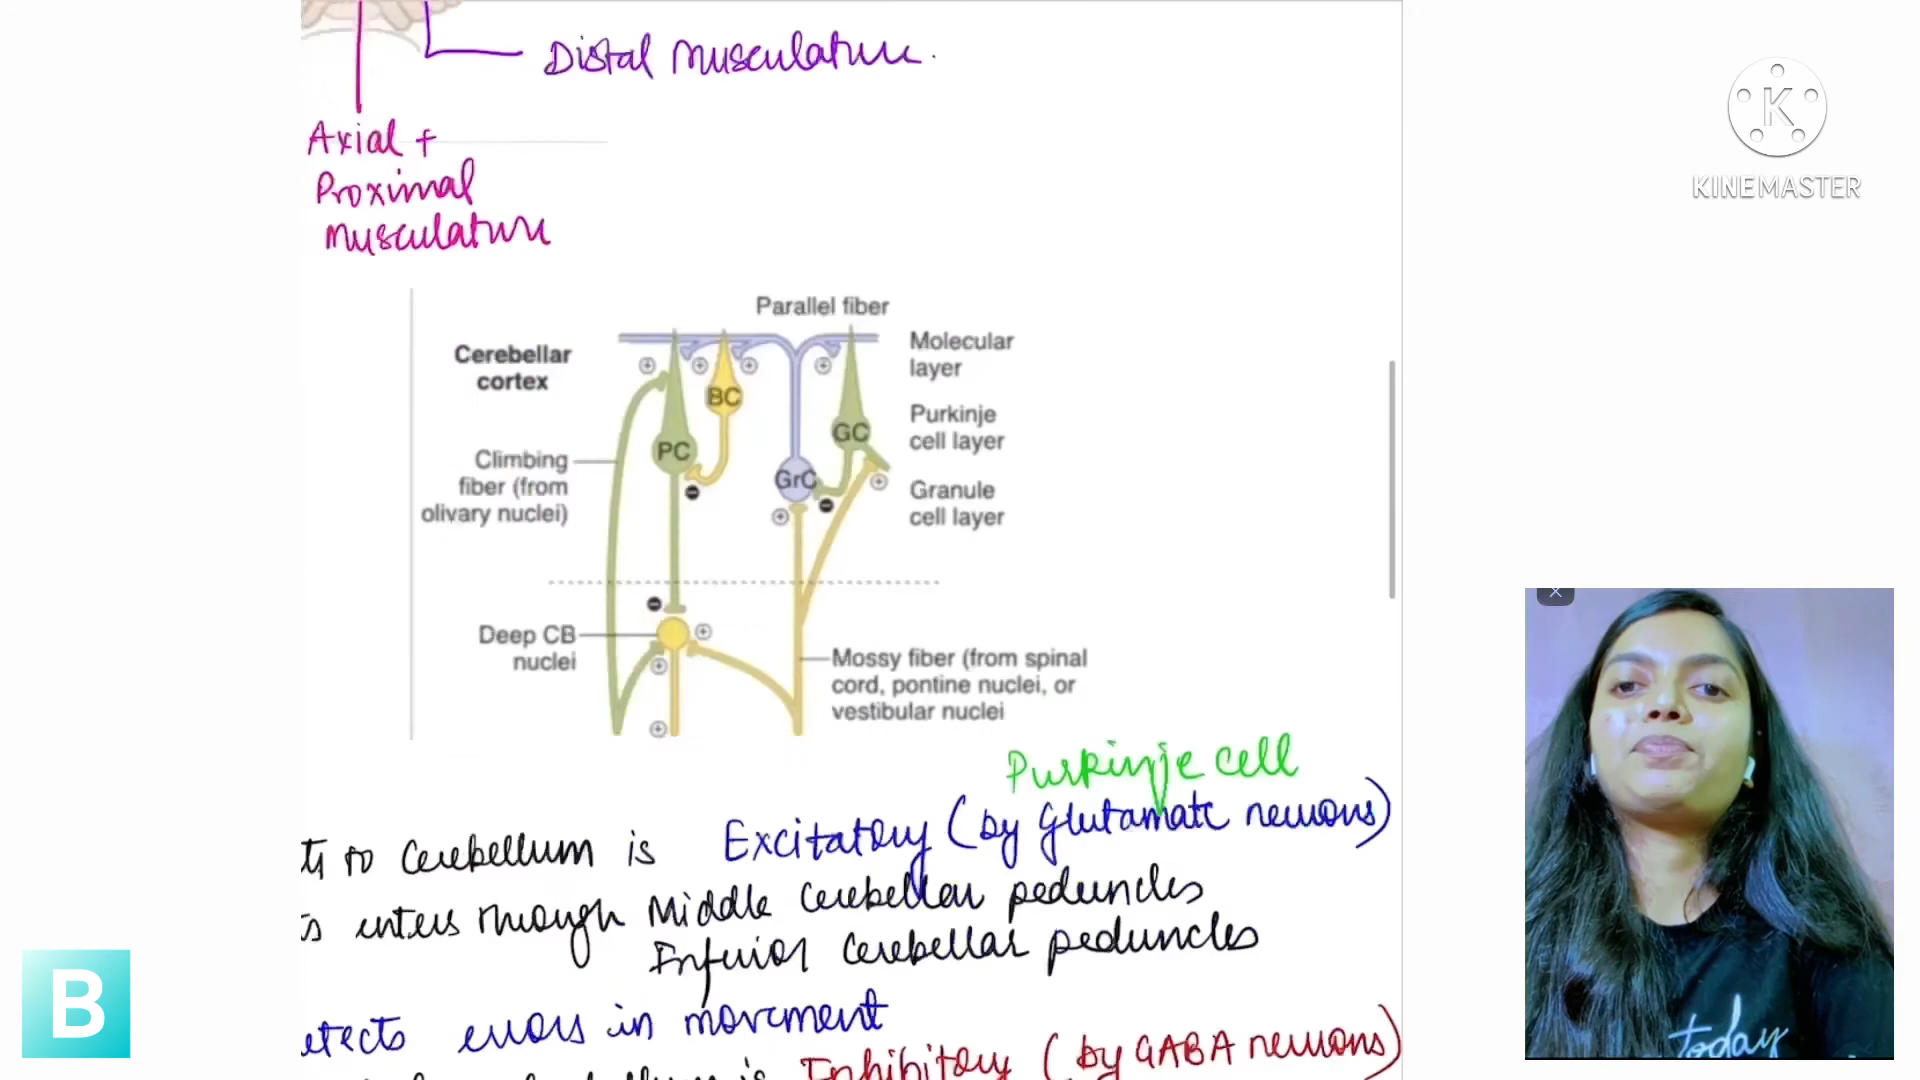 Distal Musculature.
Axial +
Proximal
Musculature
KINEMASTER
Parallel fiber
Cerebellar
cortex
Molecular
layer
BC
PC
GC
GrC
Purkinje
cell layer
Climbing
fiber (from
olivary nuclei)
Granule
cell layer
Deep CB
nuclei
Mossy fiber (from spinal
cord, pontine nuclei, or
vestibular nuclei
Purkinje cell
to Cerebellum is Excitatory (by Glutamate neurons)
enters through Middle Cerebellar peduncles
Inferior Cerebellar peduncles
etects errors in movement
is Inhibitory (by GABA neurons)
B
today